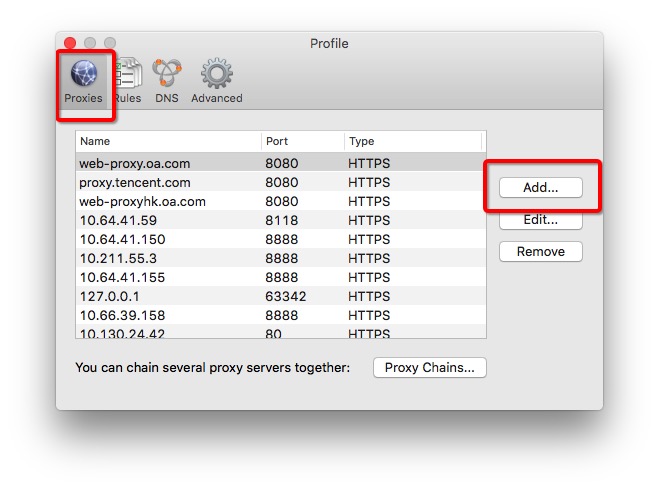 Profile
Proxies Rules DNS Advanced
Name Port Type
web-proxy.oa.com 8080 HTTPS
proxy.tencent.com 8080 HTTPS
web-proxyhk.oa.com 8080 HTTPS
10.64.41.59 8118 HTTPS
10.64.41.150 8888 HTTPS
10.211.55.3 8888 HTTPS
10.64.41.155 8888 HTTPS
127.0.0.1 63342 HTTPS
10.66.39.158 8888 HTTPS
10.130.24.42 80 HTTPS
Add...
Edit...
Remove
You can chain several proxy servers together: Proxy Chains...